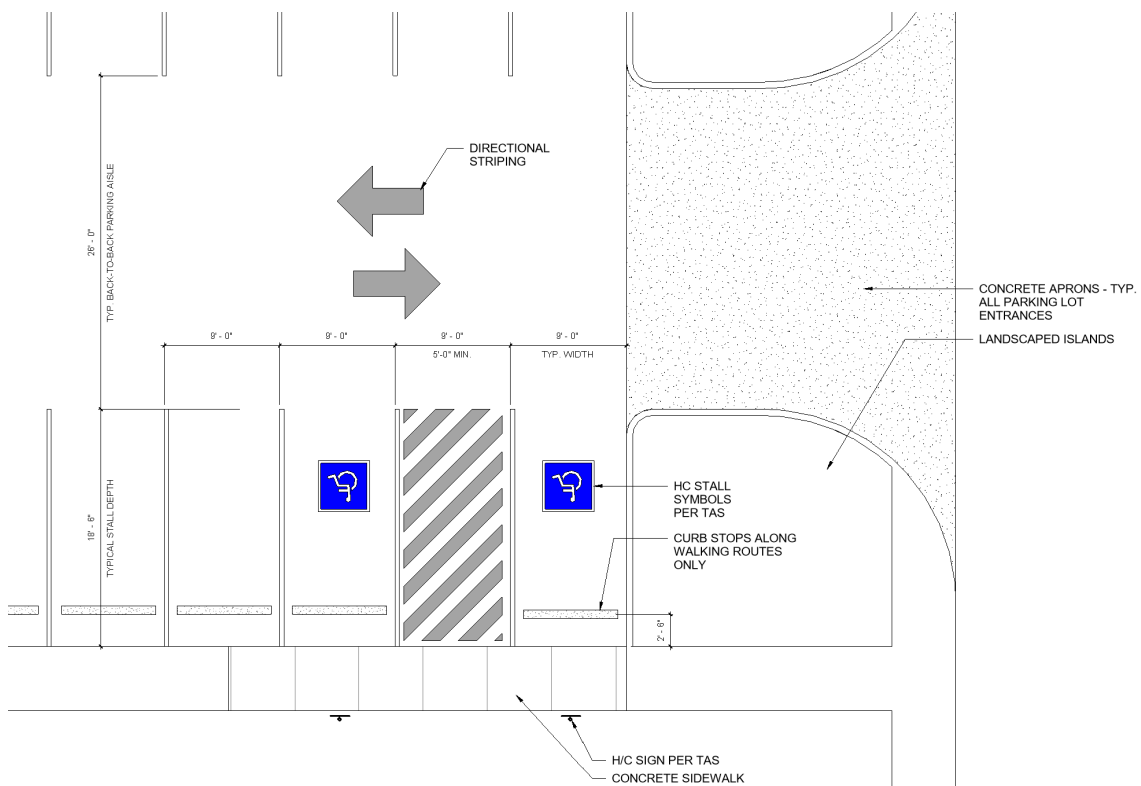 DIRECTIONAL
STRIPING
26' - 0"
TYP. BACK-TO-BACK PARKING AISLE
CONCRETE APRONS - TYP.
ALL PARKING LOT
ENTRANCES
LANDSCAPED ISLANDS
9' - 0"
9' - 0"
9' - 0"
9' - 0"
5'-0" MIN.
TYP. WIDTH
18' - 6"
TYPICAL STALL DEPTH
HC STALL
SYMBOLS
PER TAS
CURB STOPS ALONG
WALKING ROUTES
ONLY
2' - 6"
H/C SIGN PER TAS
CONCRETE SIDEWALK